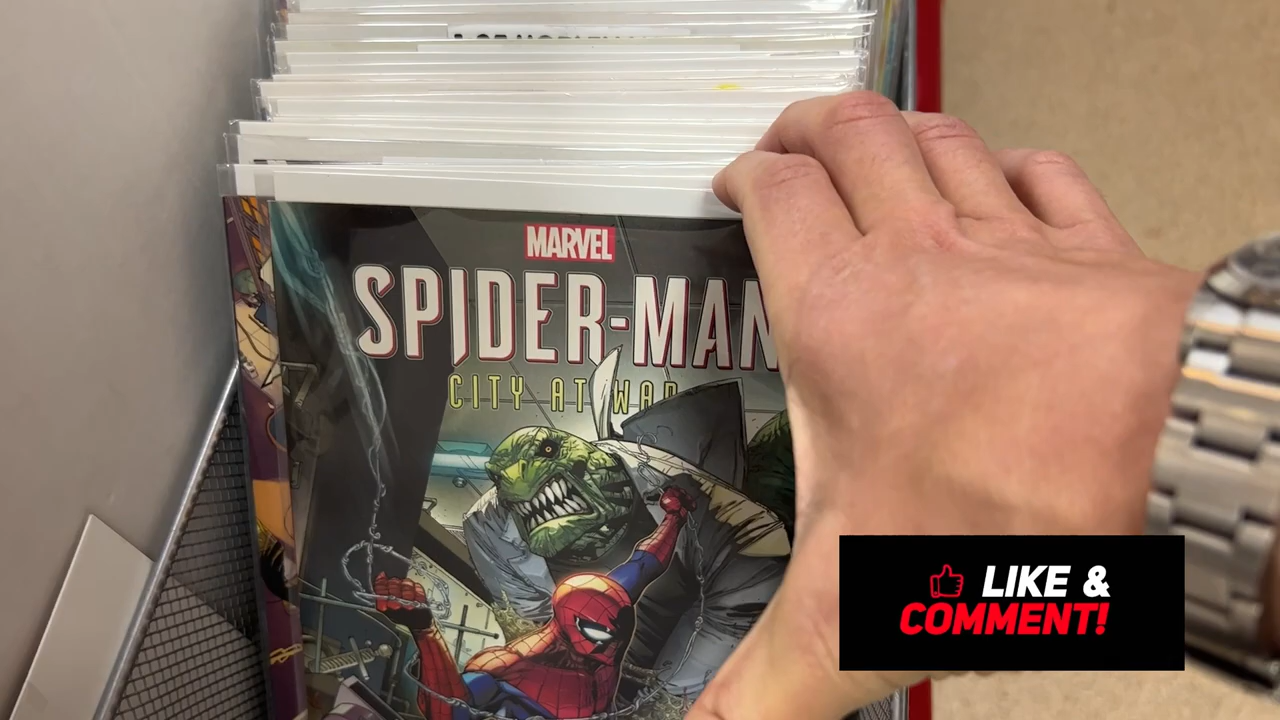 MARVEL
SPIDER-MAN
CITY AT WAR
LIKE &
COMMENT!